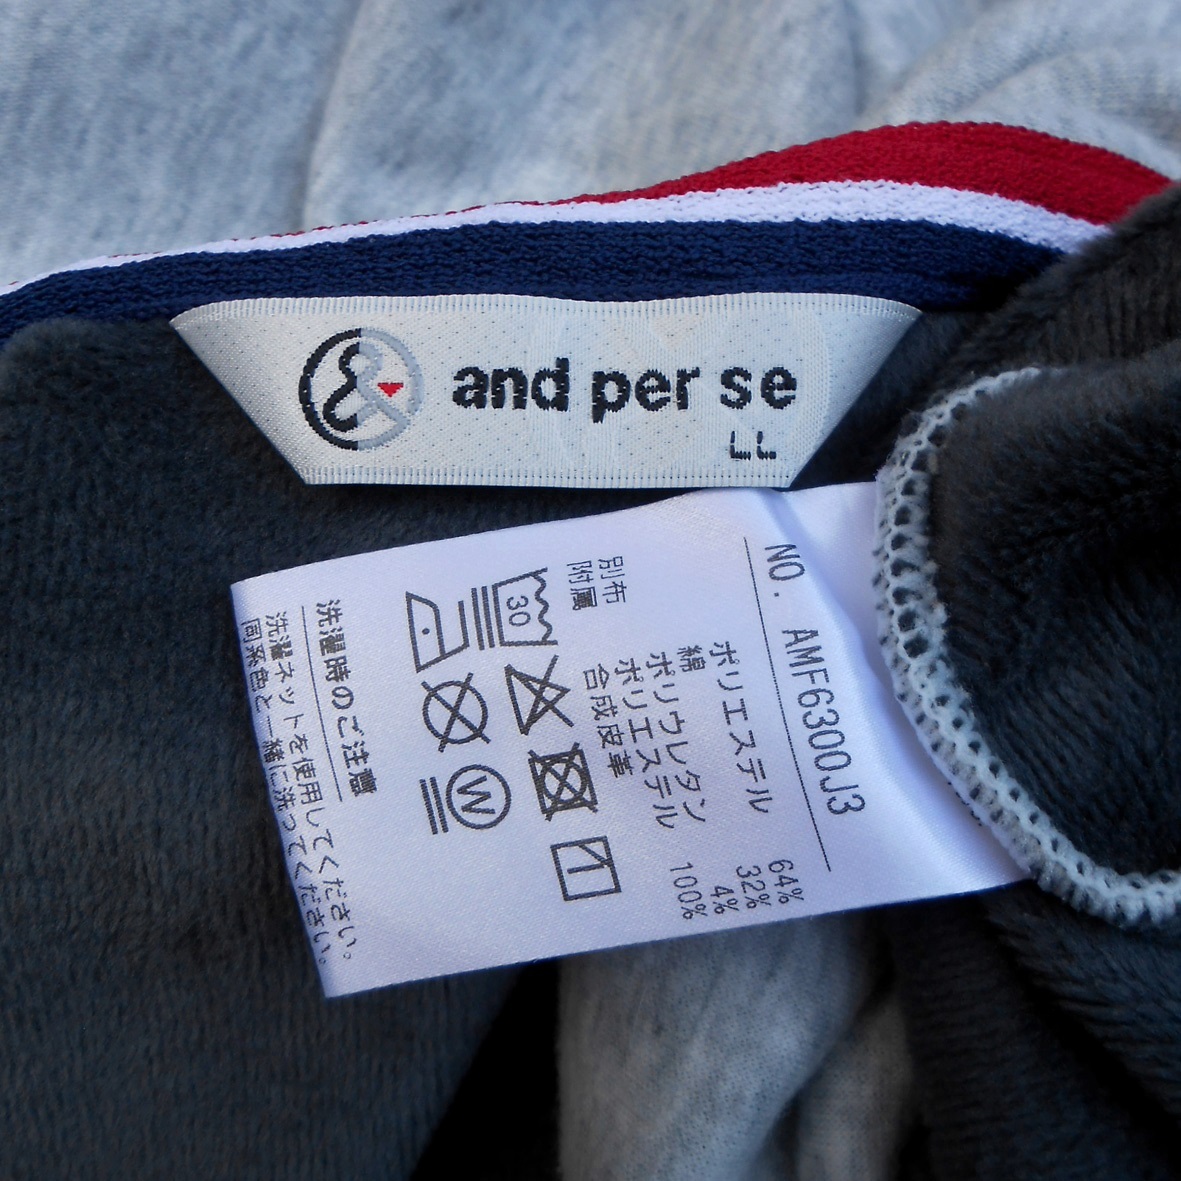 and per se
LL
NO. AMF6300J3
ポリエステル 64%
綿 32%
ポリウレタン 4%
別布 ポリエステル 100%
附属 合成皮革
30
W
洗濯時のご注意
洗濯ネットを使用してください。
同系色と一緒に洗ってください。